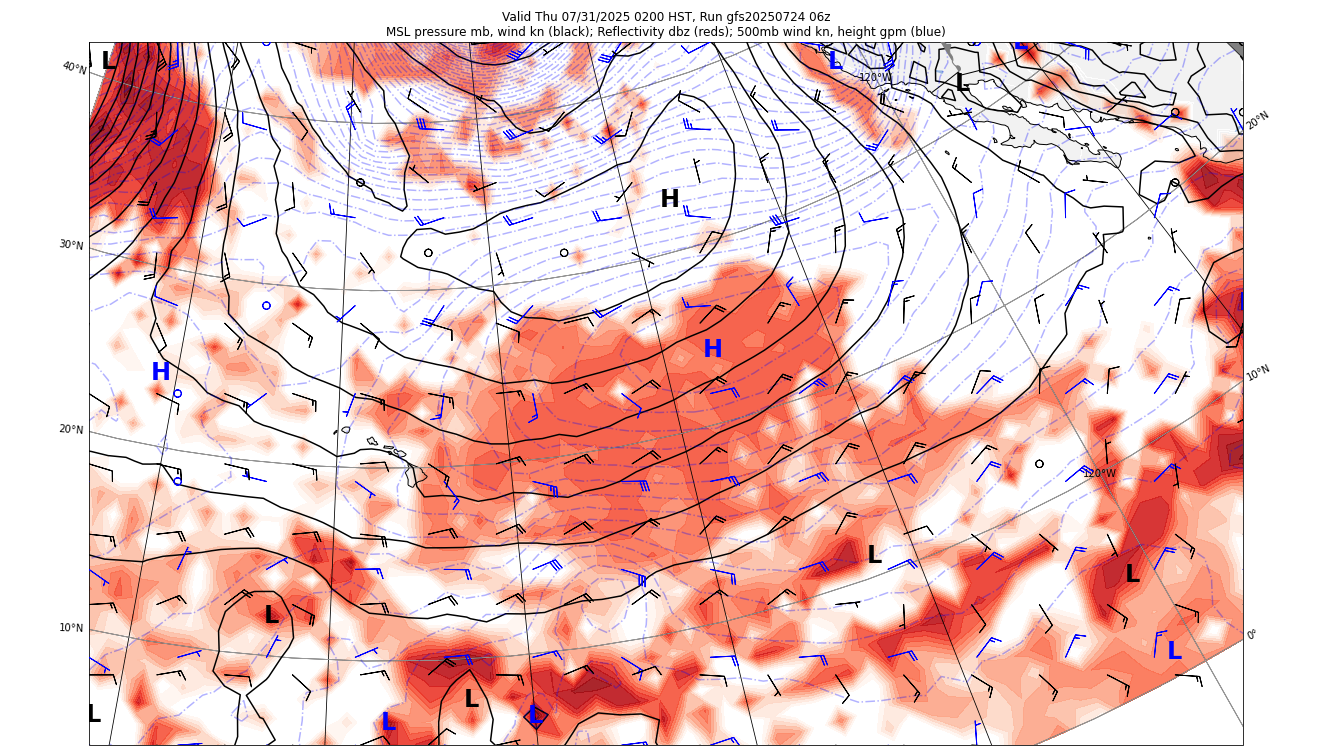 Valid Thu 07/31/2025 0200 HST, Run gfs20250724 06z
MSL pressure mb, wind kn (black); Reflectivity dbz (reds); 500mb wind kn, height gpm (blue)
L
L
L
L
40°N
120°W
20°N
H
30°N
H
H
10°N
20°N
120°W
L
L
L
10°N
0°
L
L
L
L
L